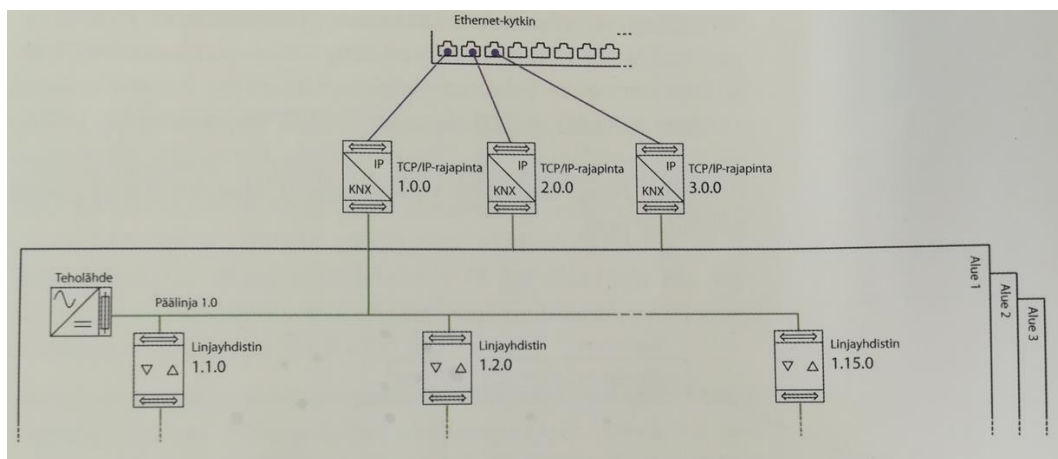 Ethernet-kytkin
IP
KNX
TCP/IP-rajapinta
1.0.0
IP
KNX
TCP/IP-rajapinta
2.0.0
IP
KNX
TCP/IP-rajapinta
3.0.0
Alue 1
Alue 2
Alue 3
Teholähde
Päälinja 1.0
Linjayhdistin
1.1.0
Linjayhdistin
1.2.0
Linjayhdistin
1.15.0